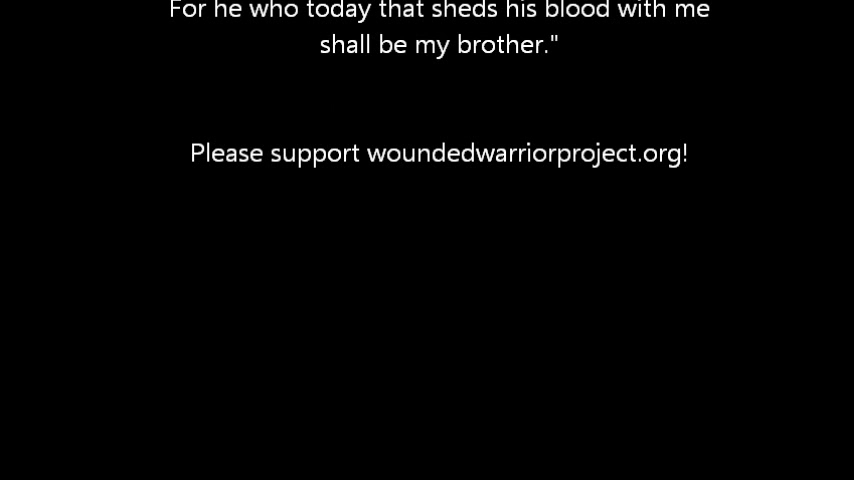 For he who today that sheds his blood with me
shall be my brother."
Please support woundedwarriorproject.org!